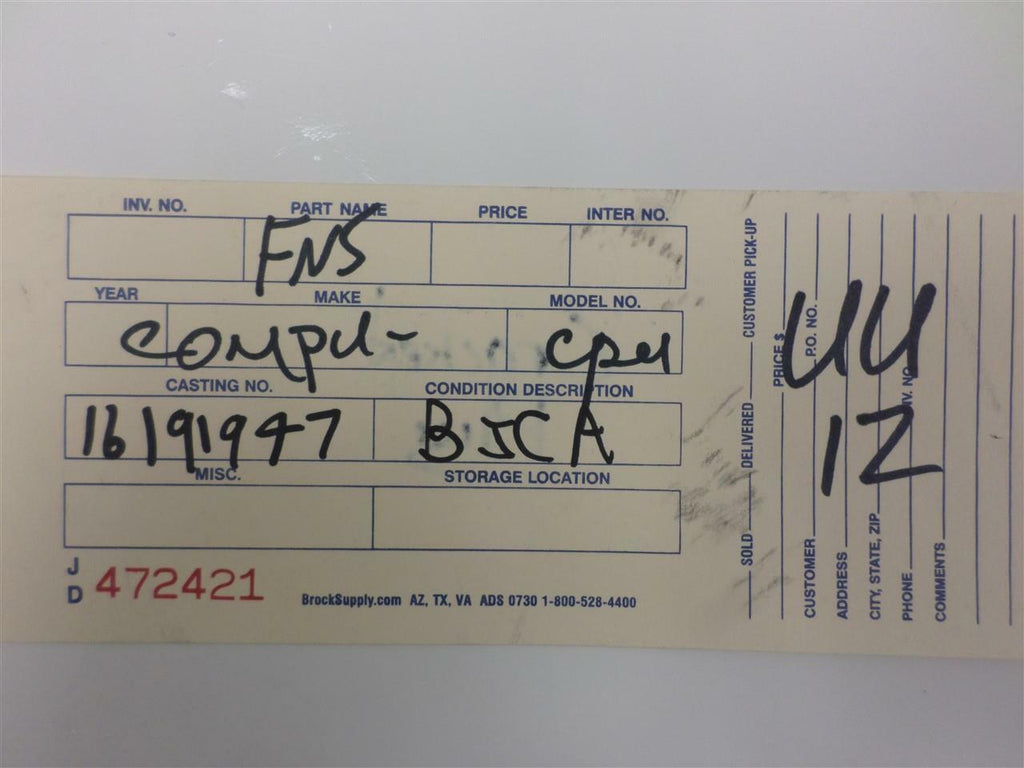 INV. NO. PART NAME PRICE INTER NO.
FNS
YEAR MAKE MODEL NO.
compu- cpu
CASTING NO. CONDITION DESCRIPTION
16191947 BJCA
MISC. STORAGE LOCATION
JD 472421
BrockSupply.com AZ, TX, VA ADS 0730 1-800-528-4400
SOLD DELIVERED CUSTOMER PICK-UP
PRICE $
CUSTOMER P.O. NO.
ADDRESS
CITY, STATE, ZIP
PHONE INV. NO.
COMMENTS
UU
12